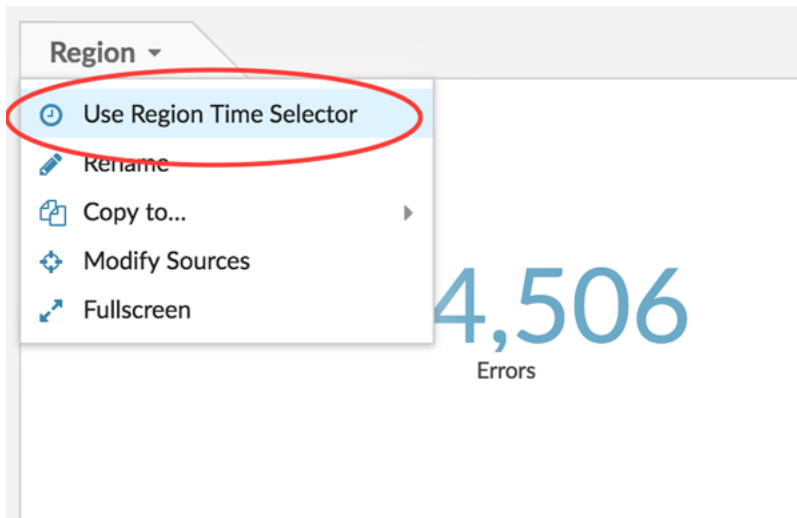 Region
Use Region Time Selector
Rename
Copy to...
Modify Sources
Fullscreen
4,506
Errors